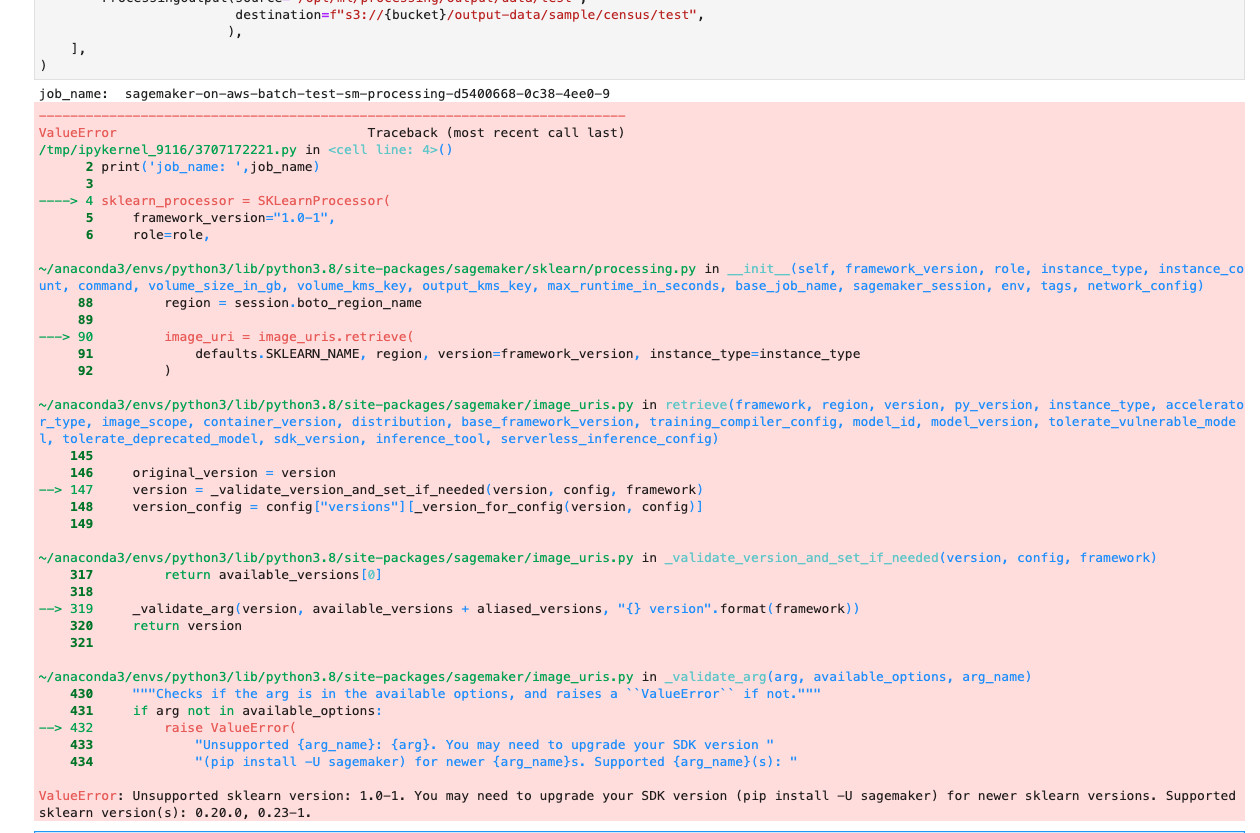 ProcessingOutput(source="/opt/ml/processing/output/data/test",
destination=f"s3://{bucket}/output-data/sample/census/test",
),
],
)
job_name:  sagemaker-on-aws-batch-test-sm-processing-d5400668-0c38-4ee0-9
---------------------------------------------------------------------------
ValueError                                Traceback (most recent call last)
/tmp/ipykernel_9116/3707172221.py in <cell line: 4>()
      2 print('job_name: ',job_name)
      3
----> 4 sklearn_processor = SKLearnProcessor(
      5     framework_version="1.0-1",
      6     role=role,
~/anaconda3/envs/python3/lib/python3.8/site-packages/sagemaker/sklearn/processing.py in __init__(self, framework_version, role, instance_type, instance_co
unt, command, volume_size_in_gb, volume_kms_key, output_kms_key, max_runtime_in_seconds, base_job_name, sagemaker_session, env, tags, network_config)
     88         region = session.boto_region_name
     89
---> 90         image_uri = image_uris.retrieve(
     91             defaults.SKLEARN_NAME, region, version=framework_version, instance_type=instance_type
     92         )
~/anaconda3/envs/python3/lib/python3.8/site-packages/sagemaker/image_uris.py in retrieve(framework, region, version, py_version, instance_type, accelerato
r_type, image_scope, container_version, distribution, base_framework_version, training_compiler_config, model_id, model_version, tolerate_vulnerable_mode
l, tolerate_deprecated_model, sdk_version, inference_tool, serverless_inference_config)
    145
    146     original_version = version
--> 147     version = _validate_version_and_set_if_needed(version, config, framework)
    148     version_config = config["versions"][_version_for_config(version, config)]
    149
~/anaconda3/envs/python3/lib/python3.8/site-packages/sagemaker/image_uris.py in _validate_version_and_set_if_needed(version, config, framework)
    317         return available_versions[0]
    318
--> 319     _validate_arg(version, available_versions + aliased_versions, "{} version".format(framework))
    320     return version
    321
~/anaconda3/envs/python3/lib/python3.8/site-packages/sagemaker/image_uris.py in _validate_arg(arg, available_options, arg_name)
    430     """Checks if the arg is in the available options, and raises a ``ValueError`` if not."""
    431     if arg not in available_options:
--> 432         raise ValueError(
    433             "Unsupported {arg_name}: {arg}. You may need to upgrade your SDK version "
    434             "(pip install -U sagemaker) for newer {arg_name}s. Supported {arg_name}(s): "
ValueError: Unsupported sklearn version: 1.0-1. You may need to upgrade your SDK version (pip install -U sagemaker) for newer sklearn versions. Supported
sklearn version(s): 0.20.0, 0.23-1.